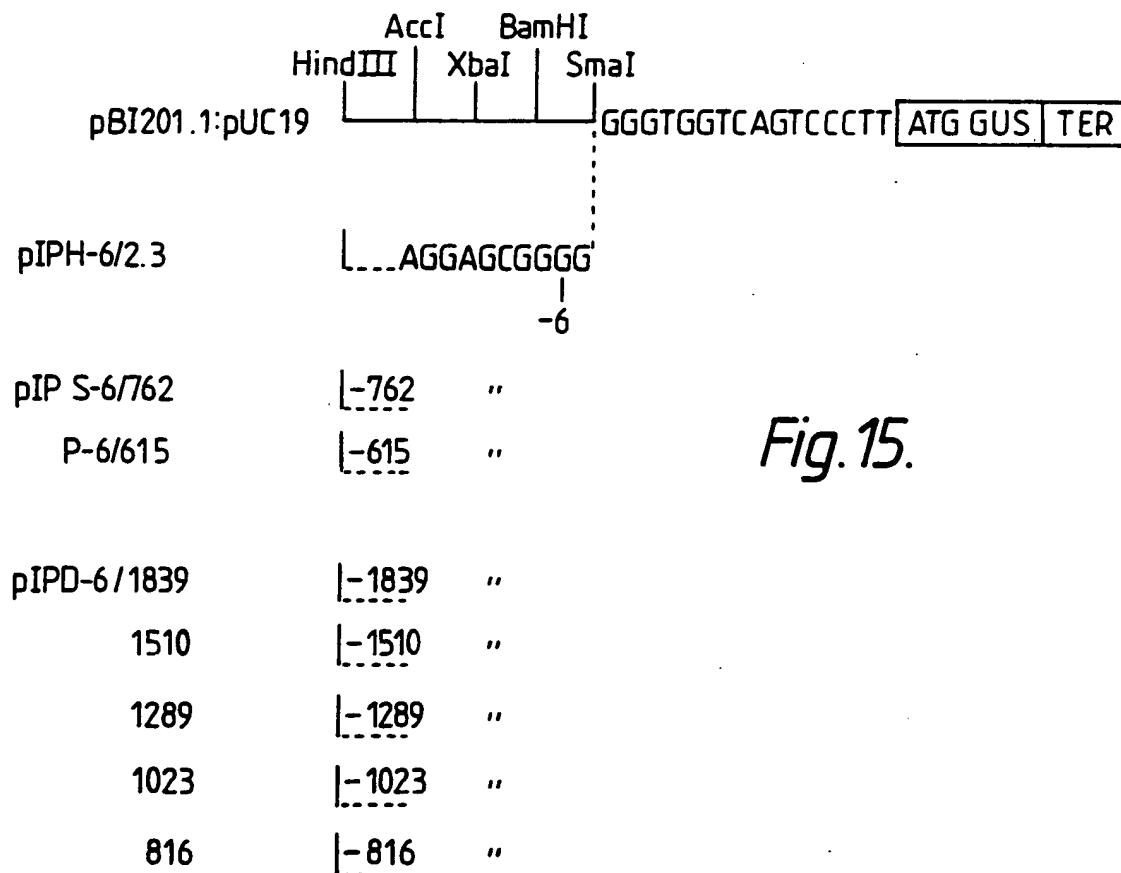 AccI BamHI
HindIII XbaI SmaI
pBI201.1:pUC19 GGGTGGTCAGTCCCTT ATG GUS TER
pIPH-6/2.3 AGGAGCGGGG
-6
pIP S-6/762 -762 "
P-6/615 -615 "
Fig. 15.
pIPD-6/1839 -1839 "
1510 -1510 "
1289 -1289 "
1023 -1023 "
816 -816 "